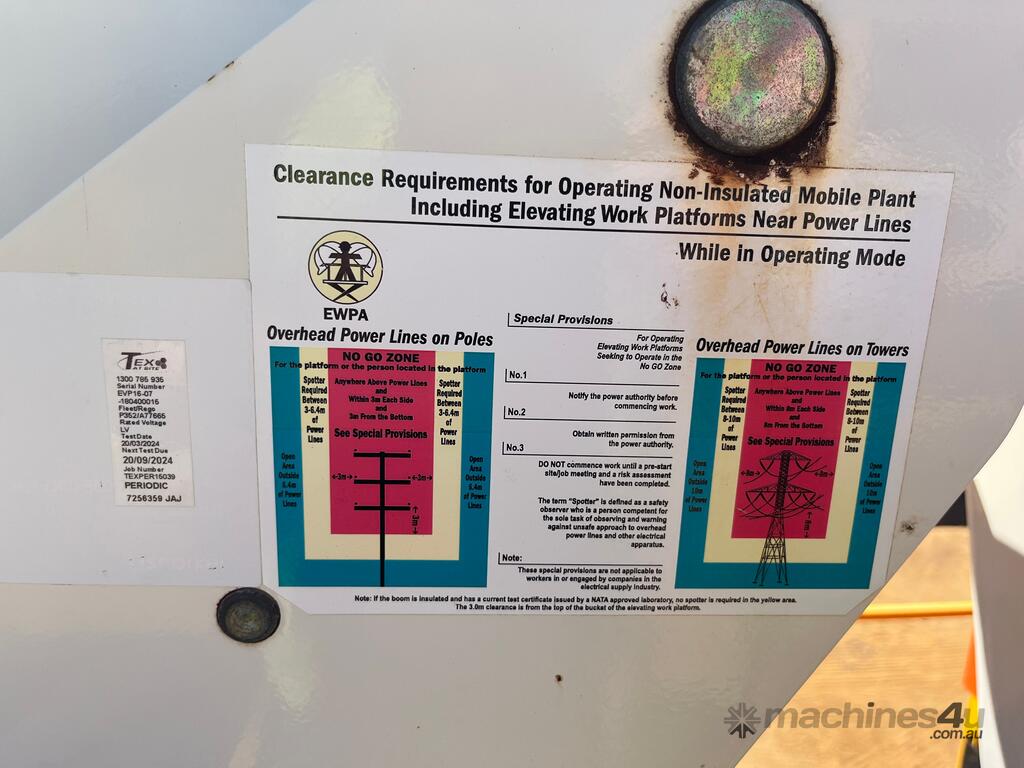 Clearance Requirements for Operating Non-Insulated Mobile Plant
Including Elevating Work Platforms Near Power Lines
While in Operating Mode
EWPA
Overhead Power Lines on Poles
NO GO ZONE
For the platform or the person located in the platform
Spotter
Required
Between
3-6.4m
of
Power
Lines
Anywhere Above Power Lines
and
Within 3m Each Side
and
3m From the Bottom
See Special Provisions
Spotter
Required
Between
3-6.4m
of
Power
Lines
Open
Area
Outside
6.4m
of Power
Lines
3m
3m
3m
Open
Area
Outside
6.4m
of Power
Lines
Special Provisions
For Operating
Elevating Work Platforms
Seeking to Operate in the
No GO Zone
No.1
Notify the power authority before
commencing work.
No.2
Obtain written permission from
the power authority.
No.3
DO NOT commence work until a pre-start
site/job meeting and a risk assessment
have been completed.
The term "Spotter" is defined as a safety
observer who is a person competent for
the sole task of observing and warning
against unsafe approach to overhead
power lines and other electrical
apparatus.
Note:
These special provisions are not applicable to
workers in or engaged by companies in the
electrical supply industry.
Overhead Power Lines on Towers
NO GO ZONE
For the platform or the person located in the platform
Spotter
Required
Between
8-10m
of
Power
Lines
Anywhere Above Power Lines
and
Within 8m Each Side
and
8m From the Bottom
See Special Provisions
Spotter
Required
Between
8-10m
of
Power
Lines
Open
Area
Outside
10m
of Power
Lines
8m
8m
8m
Open
Area
Outside
10m
of Power
Lines
Note: If the boom is insulated and has a current test certificate issued by a NATA approved laboratory, no spotter is required in the yellow area.
The 3.0m clearance is from the top of the bucket of the elevating work platform.
TEX
AT SITE
1300 786 936
Serial Number
EVP16-07
-180400015
Fleet/Rego
P352/A77665
Rated Voltage
LV
TestDate
20/03/2024
NextTest Due
20/09/2024
Job Number
TEXPER15039
PERIODIC
7256359 JAJ
machines4u
.com.au